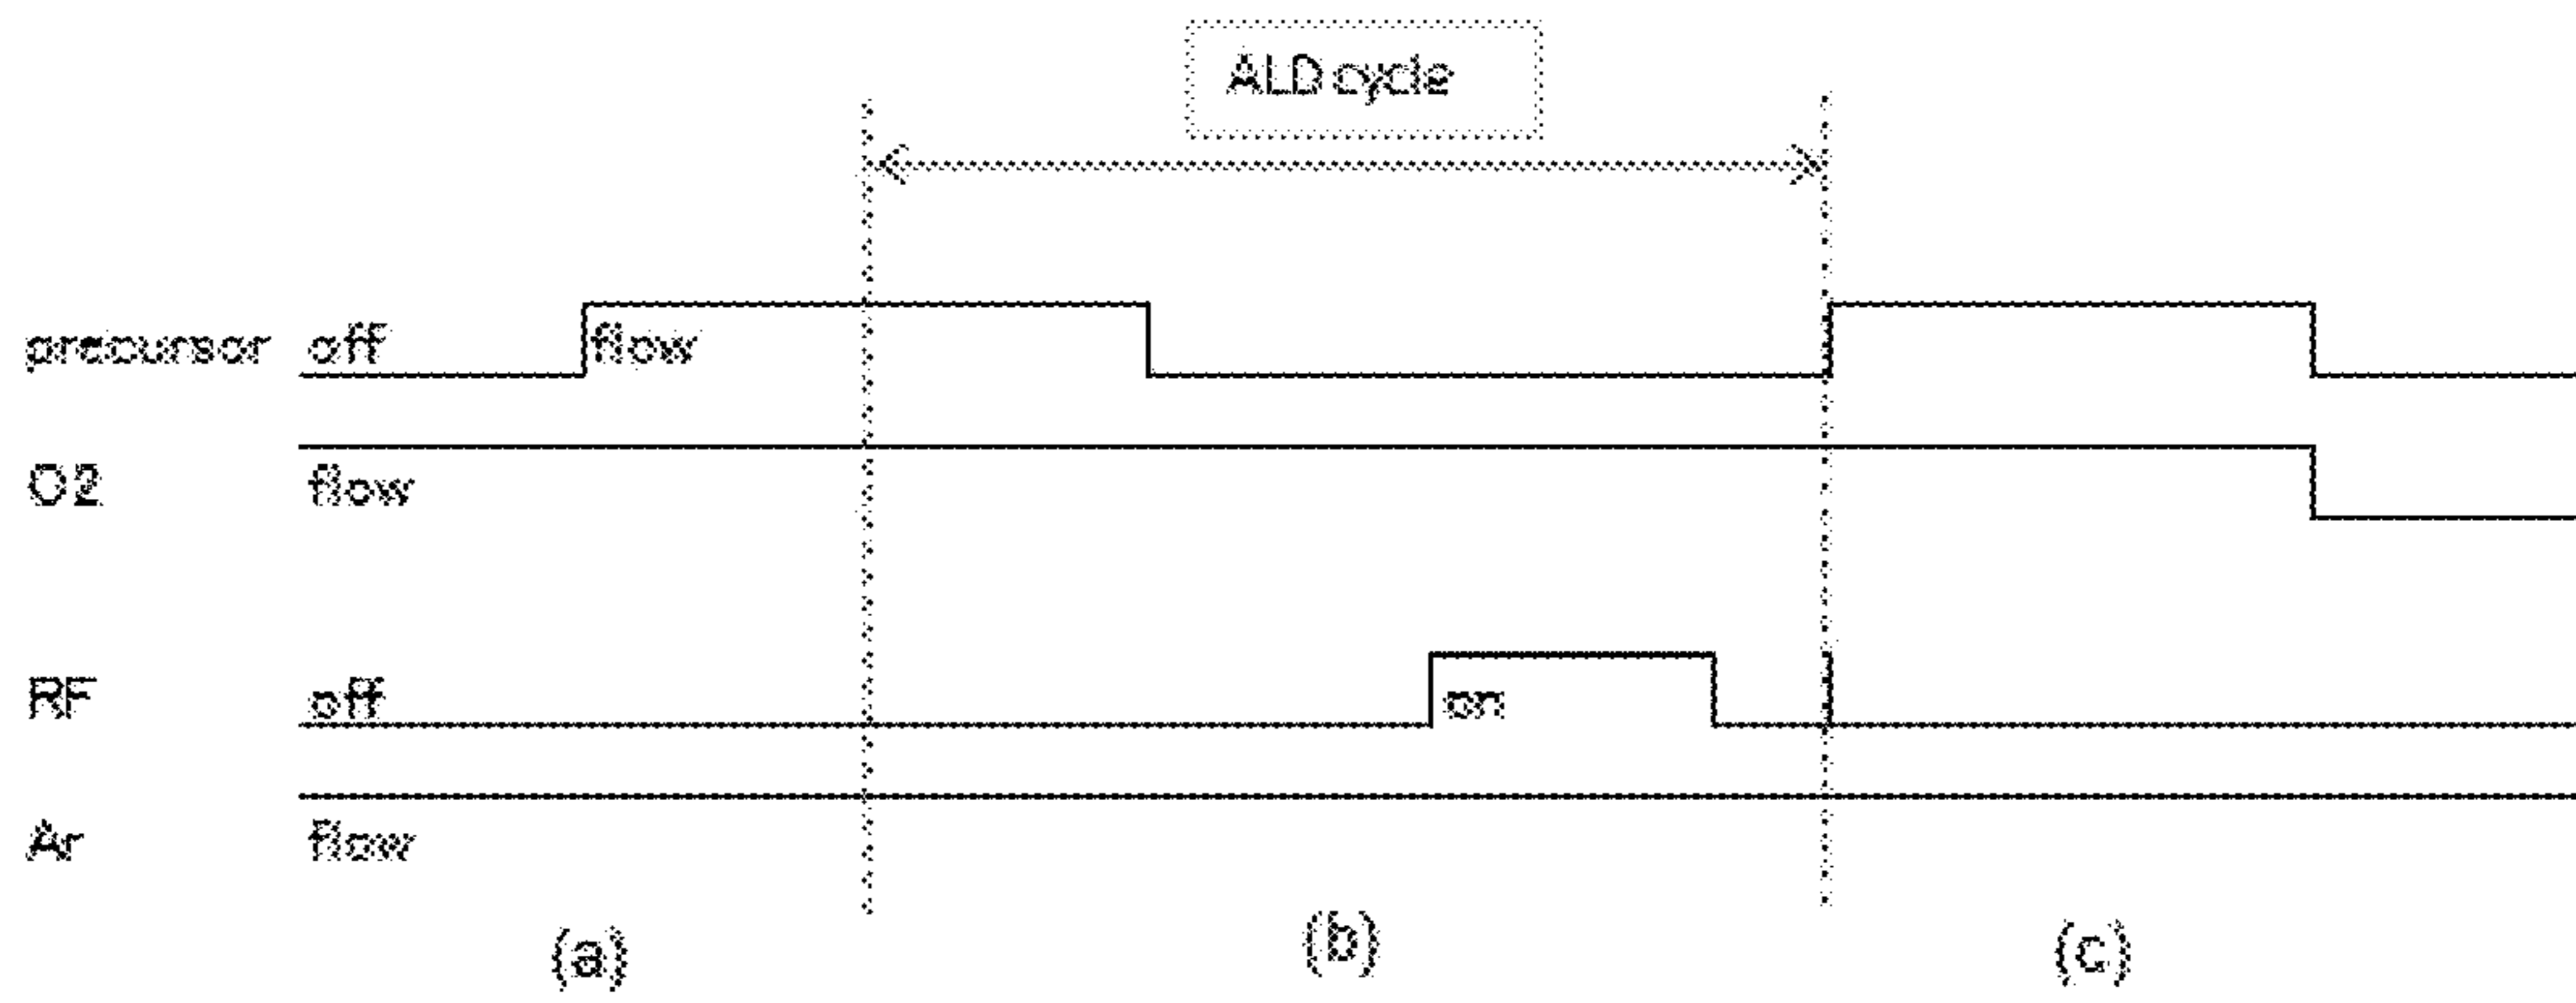 ALD cycle
precursor off flow
O2 flow
RF off on
Ar flow
(a) (b) (c)